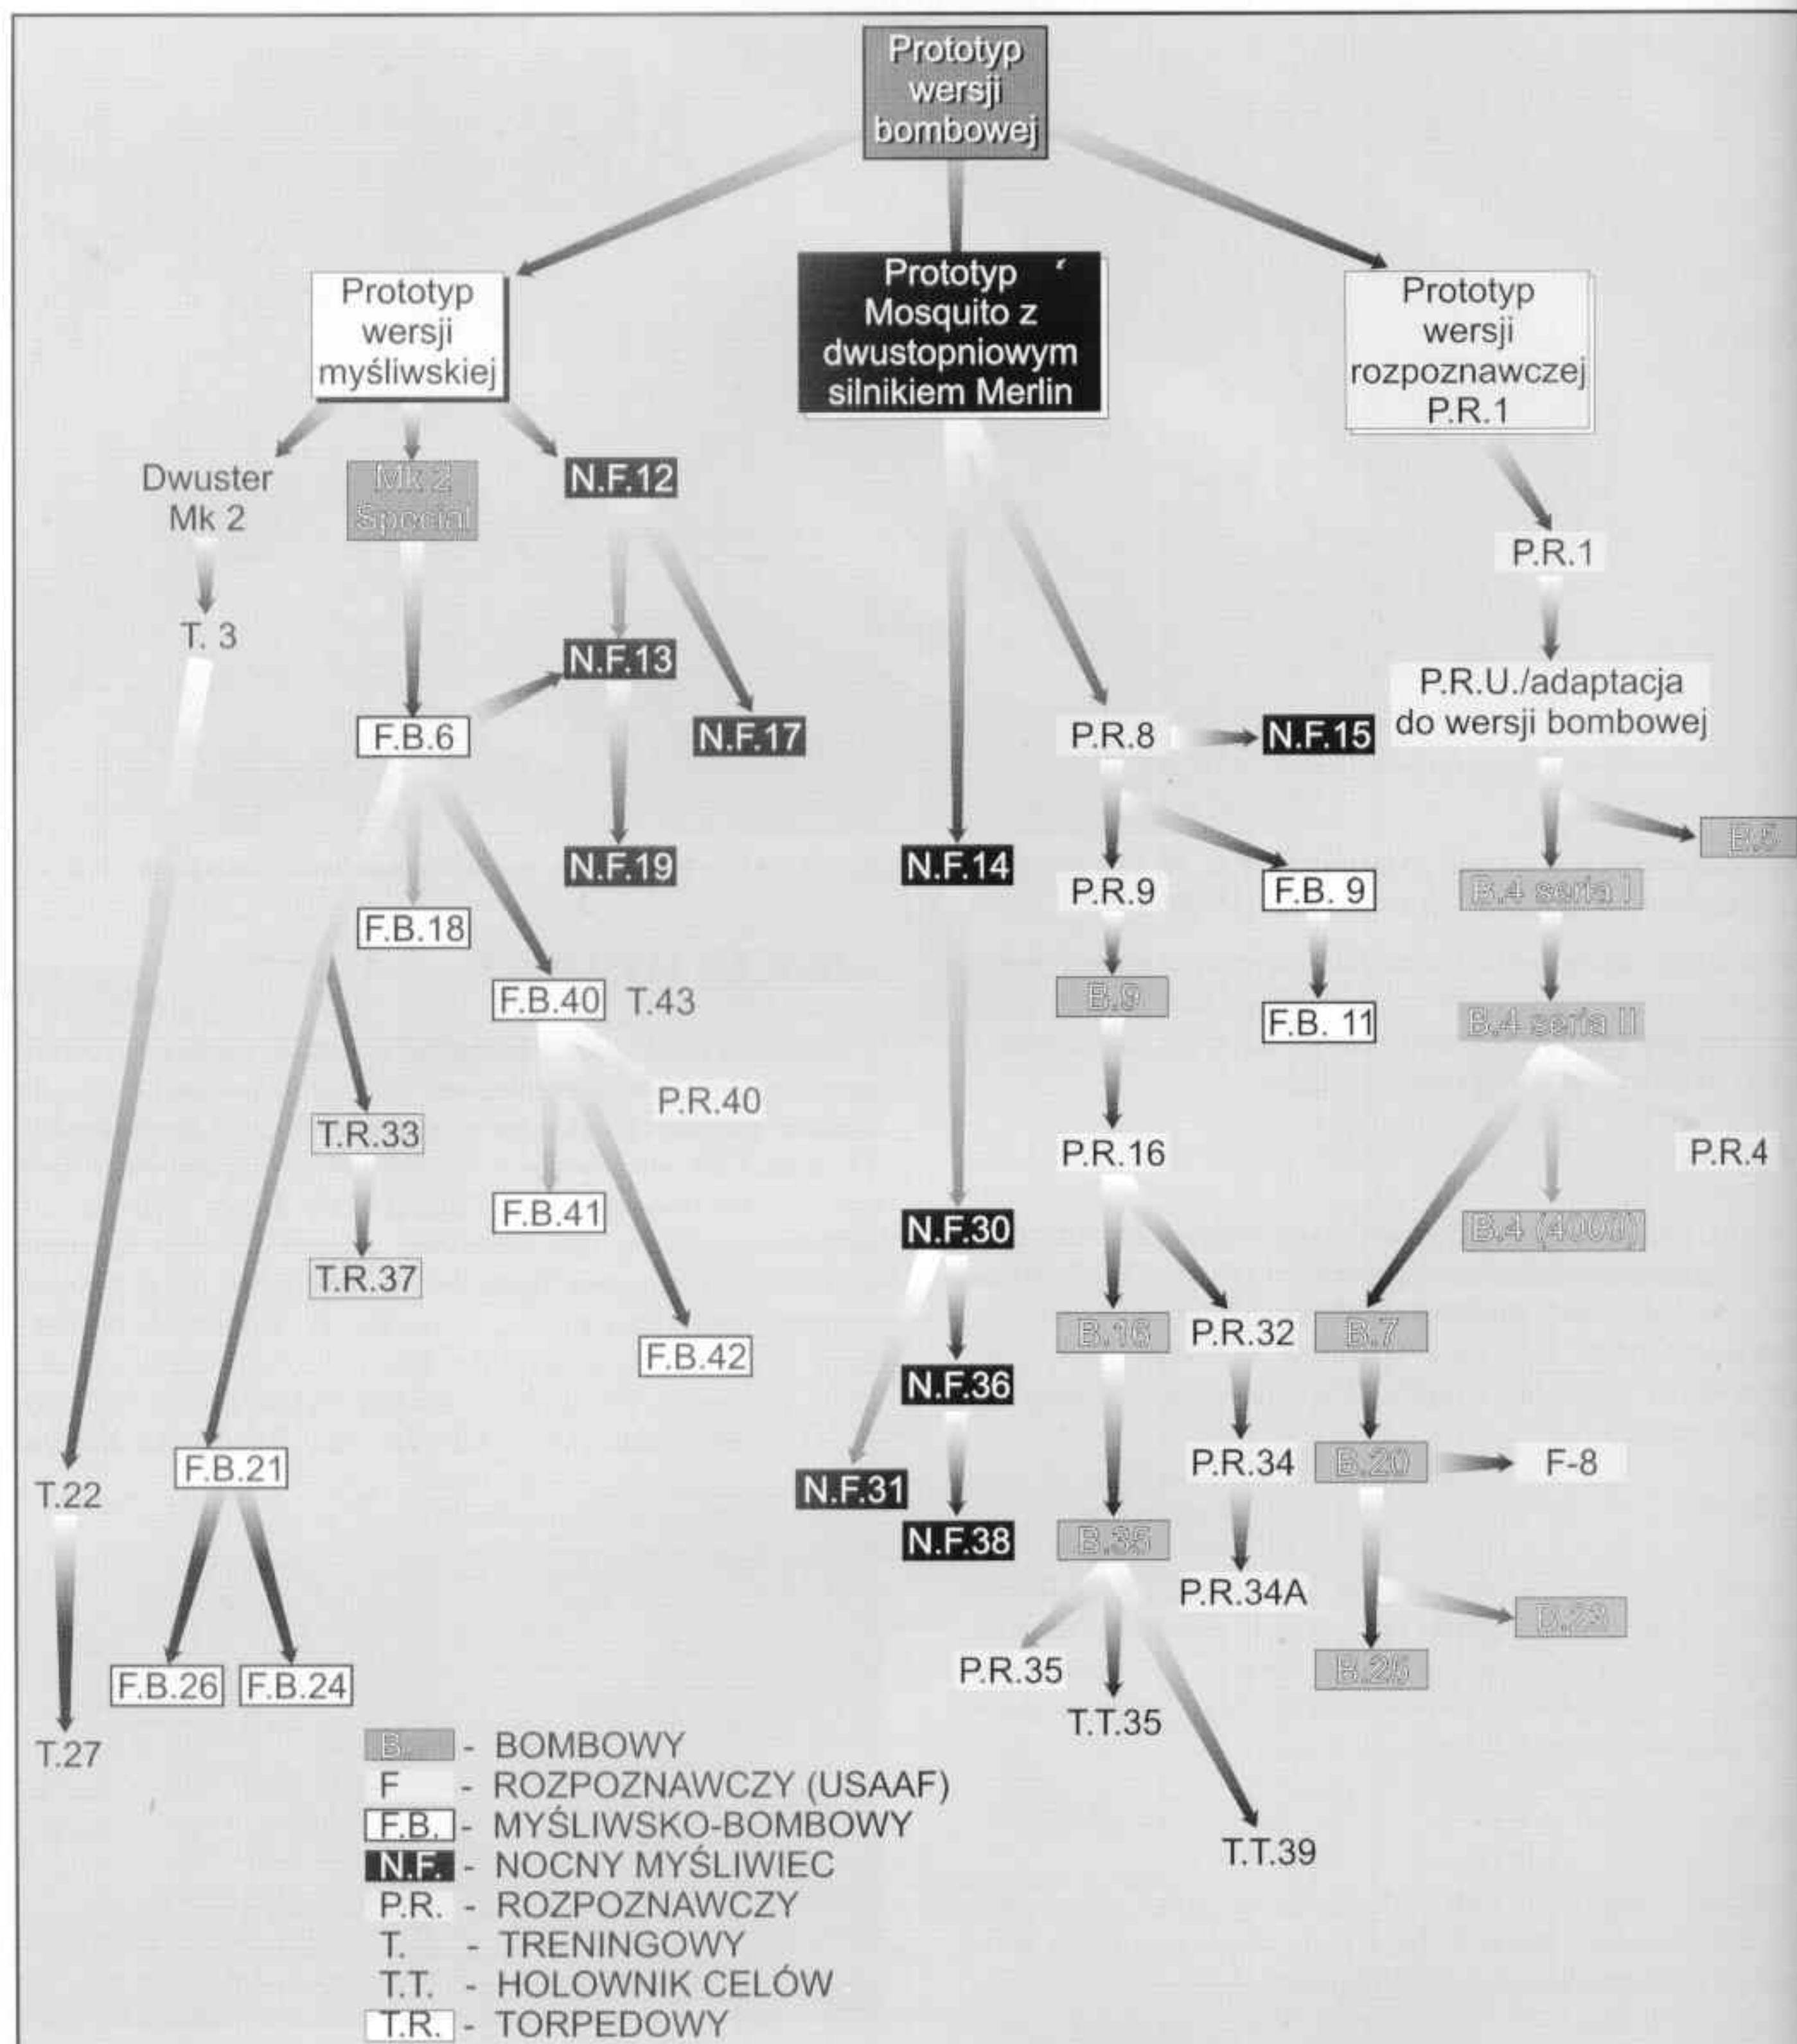 Prototyp
wersji
bombowej
Prototyp
wersji
myśliwskiej
Prototyp
Mosquito z
dwustopniowym
silnikiem Merlin
Prototyp
wersji
rozpoznawczej
P.R.1
Dwuster
Mk 2
Mk 2
Special
N.F.12
P.R.1
T. 3
N.F.13
P.R.U./adaptacja
do wersji bombowej
F.B.6
N.F.17
P.R.8
N.F.15
B.5
N.F.19
N.F.14
P.R.9
F.B. 9
B.4 seria I
F.B.18
F.B.40
T.43
B.9
F.B. 11
B.4 seria II
P.R.40
T.R.33
P.R.16
P.R.4
F.B.41
N.F.30
B.4 (4000)
T.R.37
F.B.42
B.16
P.R.32
B.7
N.F.36
F.B.21
P.R.34
B.20
F-8
T.22
N.F.31
N.F.38
B.35
P.R.34A
B.23
F.B.26
F.B.24
P.R.35
B.25
T.T.35
T.27
T.T.39
B. - BOMBOWY
F - ROZPOZNAWCZY (USAAF)
F.B. - MYŚLIWSKO-BOMBOWY
N.F. - NOCNY MYŚLIWIEC
P.R. - ROZPOZNAWCZY
T. - TRENINGOWY
T.T. - HOLOWNIK CELÓW
T.R. - TORPEDOWY